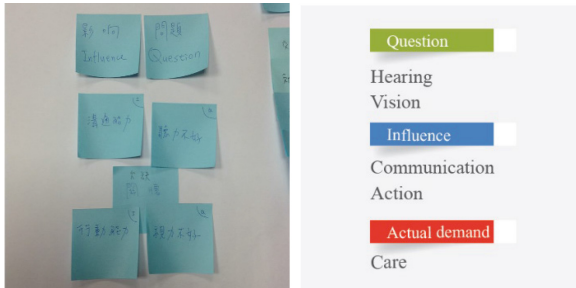 影响
Influence
問題
Question
溝通能力
聽力不好
行動能力
視力不好
Question
Hearing
Vision
Influence
Communication
Action
Actual demand
Care